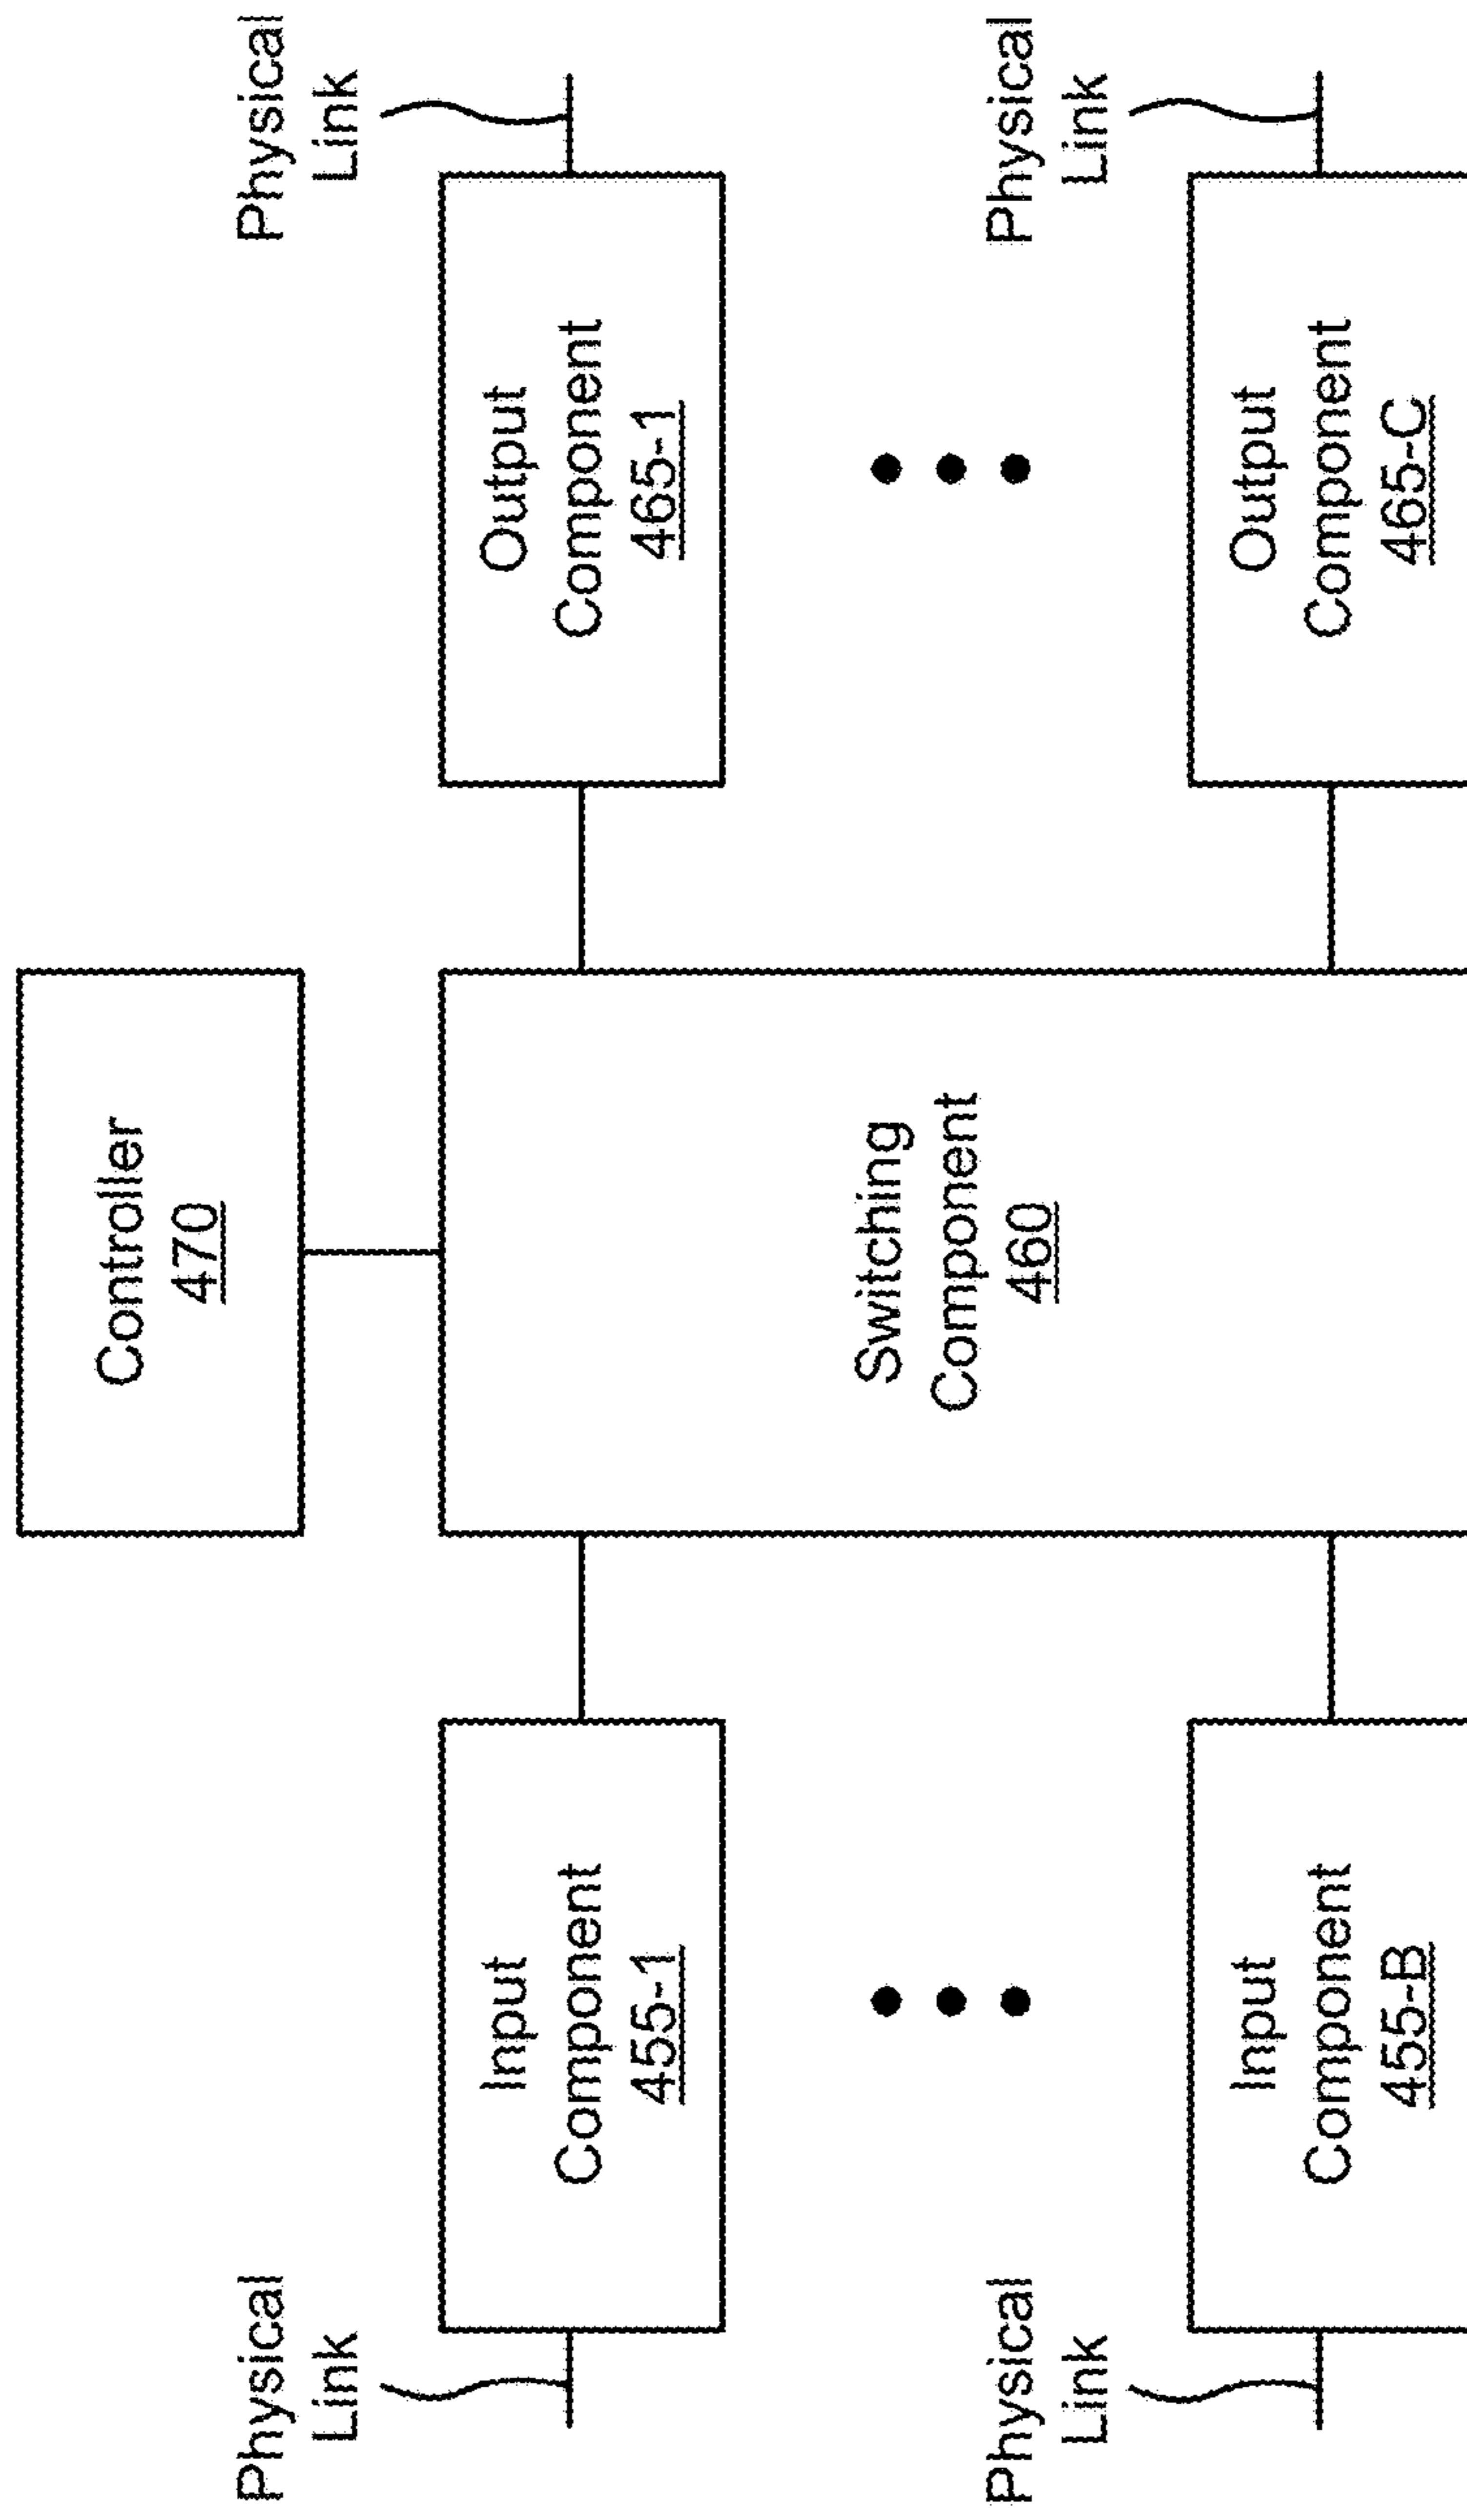 Controller
470
Physical
Link
Input
Component
455-1
Switching
Component
460
Output
Component
465-1
Physical
Link
Physical
Link
Input
Component
455-B
Output
Component
465-C
Physical
Link